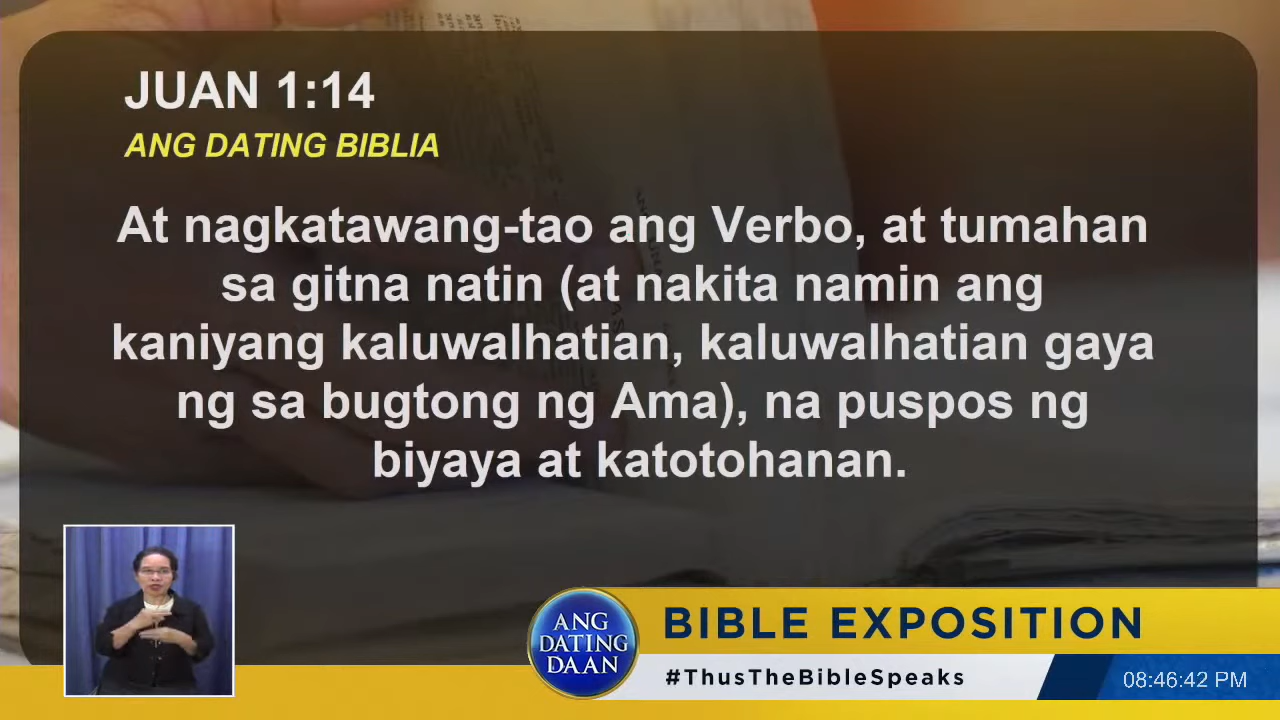 JUAN 1:14
ANG DATING BIBLIA
At nagkatawang-tao ang Verbo, at tumahan
sa gitna natin (at nakita namin ang
kaniyang kaluwalhatian, kaluwalhatian gaya
ng sa bugtong ng Ama), na puspos ng
biyaya at katotohanan.
ANG
DATING
DAAN
BIBLE EXPOSITION
#ThusTheBibleSpeaks
08:46:42 PM